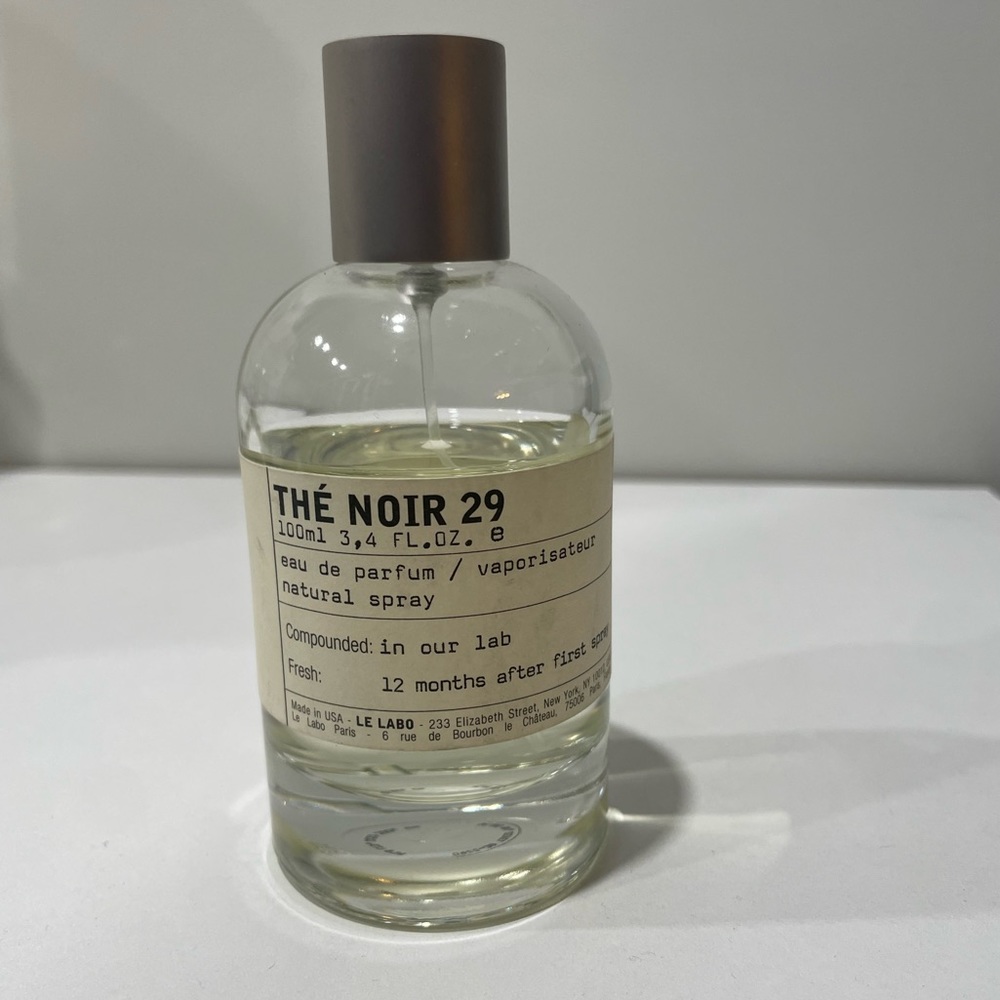 THÉ NOIR 29
100ml 3,4 FL.OZ. e
eau de parfum / vaporisateur
natural spray
Compounded: in our lab
Fresh: 12 months after first spray
Made in USA - LE LABO - 233 Elizabeth Street, New York, NY
Le Labo Paris - 6 rue de Bourbon le Château, 75006 Paris,